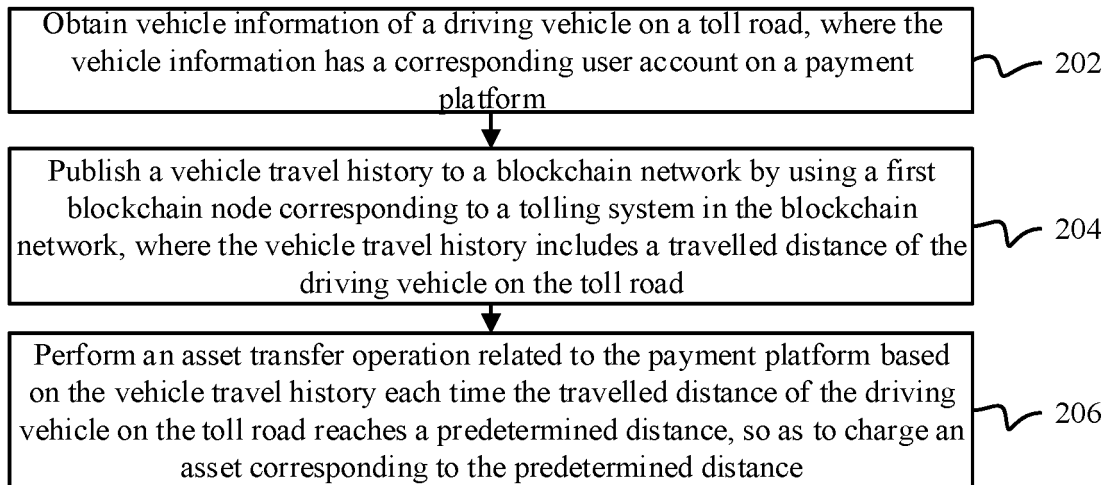 Obtain vehicle information of a driving vehicle on a toll road, where the
vehicle information has a corresponding user account on a payment
platform
202
Publish a vehicle travel history to a blockchain network by using a first
blockchain node corresponding to a tolling system in the blockchain
network, where the vehicle travel history includes a travelled distance of the
driving vehicle on the toll road
204
Perform an asset transfer operation related to the payment platform based
on the vehicle travel history each time the travelled distance of the driving
vehicle on the toll road reaches a predetermined distance, so as to charge an
asset corresponding to the predetermined distance
206